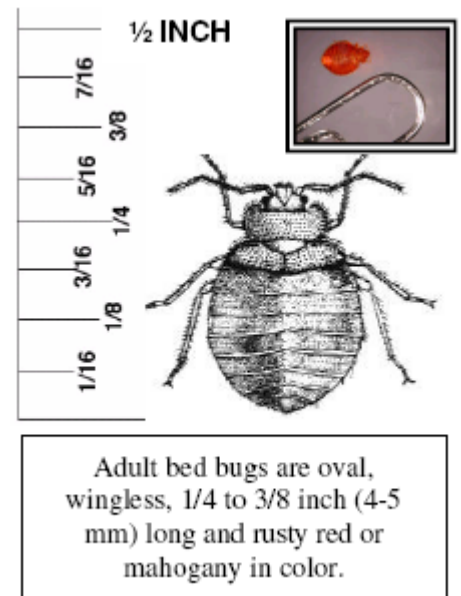 ½ INCH
7/16
3/8
5/16
1/4
3/16
1/8
1/16
Adult bed bugs are oval,
wingless, 1/4 to 3/8 inch (4-5
mm) long and rusty red or
mahogany in color.